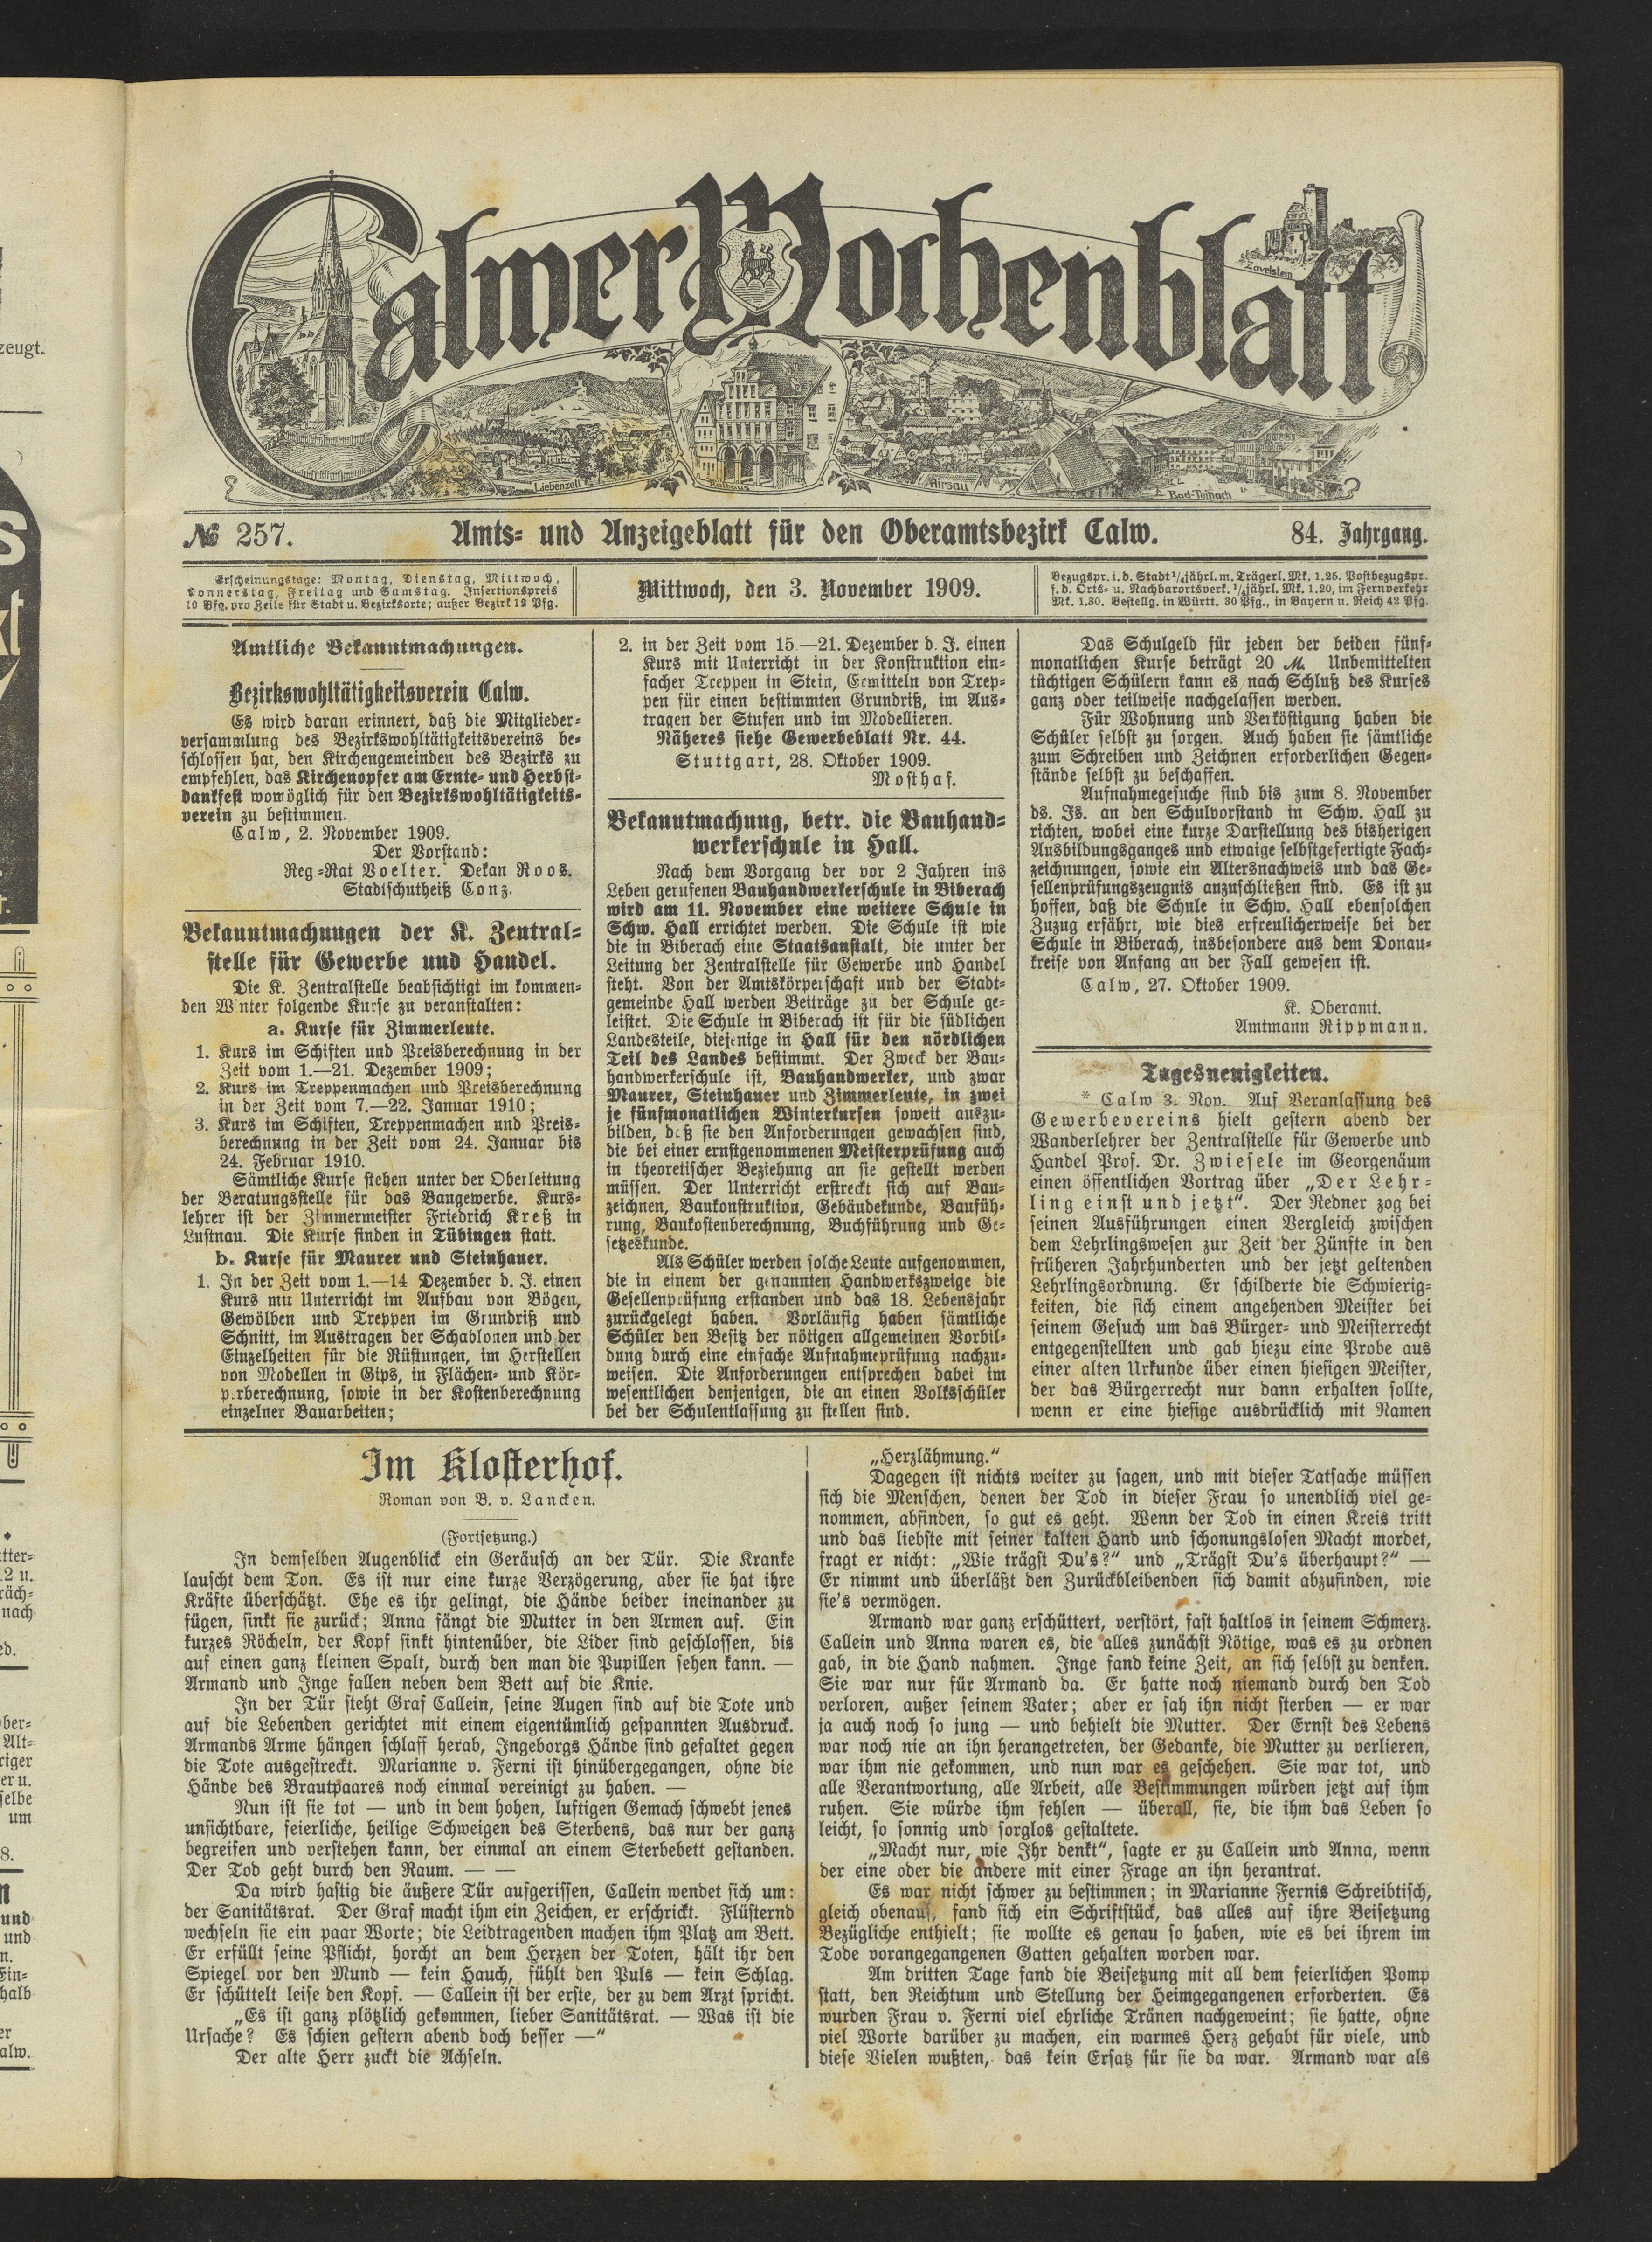 Calwer Wochenblatt
Zavelstein
Liebenzell
Rathaus
Hirsau
Bad-Teinach
№ 257.
Amts- und Anzeigeblatt für den Oberamtsbezirk Calw.
84. Jahrgang.
Erscheinungstage: Montag, Dienstag, Mittwoch,
Donnerstag, Freitag und Samstag. Insertionspreis
10 Pfg. pro Zeile für Stadt u. Bezirksorte; außer Bezirk 12 Pfg.
Mittwoch, den 3. November 1909.
Bezugspr. i. d. Stadt ¼jährl. m. Trägerl. Mk. 1.25. Postbezugspr.
f. d. Orts- u. Nachbarortsverk. ¼jährl. Mk. 1.20, im Fernverkehr
Mk. 1.30. Bestellg. in Württ. 30 Pfg., in Bayern u. Reich 42 Pfg.
Amtliche Bekanntmachungen.
Bezirkswohltätigkeitsverein Calw.
Es wird daran erinnert, daß die Mitglieder-
versammlung des Bezirkswohltätigkeitsvereins be-
schlossen har, den Kirchengemeinden des Bezirks zu
empfehlen, das Kirchenopfer am Ernte- und Herbst-
dankfest womöglich für den Bezirkswohltätigkeits-
verein zu bestimmen.
Calw, 2. November 1909.
Der Vorstand:
Reg-Rat Voelter. Dekan Roos.
Stadtschutheiß Conz.
Bekanntmachungen der K. Zentral-
stelle für Gewerbe und Handel.
Die K. Zentralstelle beabsichtigt im kommen-
den Winter folgende Kurse zu veranstalten:
a. Kurse für Zimmerleute.
1. Kurs im Schiften und Preisberechnung in der
Zeit vom 1.—21. Dezember 1909;
2. Kurs im Treppenmachen und Preisberechnung
in der Zeit vom 7.—22. Januar 1910;
3. Kurs im Schiften, Treppenmachen und Preis-
berechnung in der Zeit vom 24. Januar bis
24. Februar 1910.
Sämtliche Kurse stehen unter der Oberleitung
der Beratungsstelle für das Baugewerbe. Kurs-
lehrer ist der Zimmermeister Friedrich Kreß in
Lustnau. Die Kurse finden in Tübingen statt.
b. Kurse für Maurer und Steinhauer.
1. In der Zeit vom 1.—14 Dezember d. J. einen
Kurs mit Unterricht im Aufbau von Bögen,
Gewölben und Treppen im Grundriß und
Schnitt, im Austragen der Schablonen und der
Einzelheiten für die Rüstungen, im Herstellen
von Modellen in Gips, in Flächen- und Kör-
perberechnung, sowie in der Kostenberechnung
einzelner Bauarbeiten;
2. in der Zeit vom 15.—21. Dezember d. J. einen
Kurs mit Unterricht in der Konstruktion ein-
facher Treppen in Stein, Ermitteln von Trep-
pen für einen bestimmten Grundriß, im Aus-
tragen der Stufen und im Modellieren.
Näheres siehe Gewerbeblatt Nr. 44.
Stuttgart, 28. Oktober 1909.
Mosthaf.
Bekanntmachung, betr. die Bauhand-
werkerschule in Hall.
Nach dem Vorgang der vor 2 Jahren ins
Leben gerufenen Bauhandwerkerschule in Biberach
wird am 11. November eine weitere Schule in
Schw. Hall errichtet werden. Die Schule ist wie
die in Biberach eine Staatsanstalt, die unter der
Leitung der Zentralstelle für Gewerbe und Handel
steht. Von der Amtskörperschaft und der Stadt-
gemeinde Hall werden Beiträge zu der Schule ge-
leistet. Die Schule in Biberach ist für die südlichen
Landesteile, diejenige in Hall für den nördlichen
Teil des Landes bestimmt. Der Zweck der Bau-
handwerkerschule ist, Bauhandwerker, und zwar
Maurer, Steinhauer und Zimmerleute, in zwei
je fünfmonatlichen Winterkursen soweit auszu-
bilden, daß sie den Anforderungen gewachsen sind,
die bei einer ernstgenommenen Meisterprüfung auch
in theoretischer Beziehung an sie gestellt werden
müssen. Der Unterricht erstreckt sich auf Bau-
zeichnen, Baukonstruktion, Gebäudekunde, Baufüh-
rung, Baukostenberechnung, Buchführung und Ge-
setzeskunde.
Als Schüler werden solche Leute aufgenommen,
die in einem der genannten Handwerkszweige die
Gesellenprüfung erstanden und das 18. Lebensjahr
zurückgelegt haben. Vorläufig haben sämtliche
Schüler den Besitz der nötigen allgemeinen Vorbil-
dung durch eine einfache Aufnahmeprüfung nachzu-
weisen. Die Anforderungen entsprechen dabei im
wesentlichen denjenigen, die an einen Volksschüler
bei der Schulentlassung zu stellen sind.
Das Schulgeld für jeden der beiden fünf-
monatlichen Kurse beträgt 20 M. Unbemittelten
tüchtigen Schülern kann es nach Schluß des Kurses
ganz oder teilweise nachgelassen werden.
Für Wohnung und Verköstigung haben die
Schüler selbst zu sorgen. Auch haben sie sämtliche
zum Schreiben und Zeichnen erforderlichen Gegen-
stände selbst zu beschaffen.
Aufnahmegesuche sind bis zum 8. November
ds. Js. an den Schulvorstand in Schw. Hall zu
richten, wobei eine kurze Darstellung des bisherigen
Ausbildungsganges und etwaige selbstgefertigte Fach-
zeichnungen, sowie ein Altersnachweis und das Ge-
sellenprüfungszeugnis anzuschließen sind. Es ist zu
hoffen, daß die Schule in Schw. Hall ebensolchen
Zuzug erfährt, wie dies erfreulicherweise bei der
Schule in Biberach, insbesondere aus dem Donau-
kreise von Anfang an der Fall gewesen ist.
Calw, 27. Oktober 1909.
K. Oberamt.
Amtmann Rippmann.
Tagesneuigkeiten.
* Calw 3. Nov. Auf Veranlassung des
Gewerbevereins hielt gestern abend der
Wanderlehrer der Zentralstelle für Gewerbe und
Handel Prof. Dr. Zwiesele im Georgenäum
einen öffentlichen Vortrag über „Der Lehr-
ling einst und jetzt“. Der Redner zog bei
seinen Ausführungen einen Vergleich zwischen
dem Lehrlingswesen zur Zeit der Zünfte in den
früheren Jahrhunderten und der jetzt geltenden
Lehrlingsordnung. Er schilderte die Schwierig-
keiten, die sich einem angehenden Meister bei
seinem Gesuch um das Bürger- und Meisterrecht
entgegenstellten und gab hiezu eine Probe aus
einer alten Urkunde über einen hiesigen Meister,
der das Bürgerrecht nur dann erhalten sollte,
wenn er eine hiesige ausdrücklich mit Namen
Im Klosterhof.
Roman von B. v. Lancken.
(Fortsetzung.)
In demselben Augenblick ein Geräusch an der Tür. Die Kranke
lauscht dem Ton. Es ist nur eine kurze Verzögerung, aber sie hat ihre
Kräfte überschätzt. Ehe es ihr gelingt, die Hände beider ineinander zu
fügen, sinkt sie zurück; Anna fängt die Mutter in den Armen auf. Ein
kurzes Röcheln, der Kopf sinkt hintenüber, die Lider sind geschlossen, bis
auf einen ganz kleinen Spalt, durch den man die Pupillen sehen kann. —
Armand und Inge fallen neben dem Bett auf die Knie.
In der Tür steht Graf Callein, seine Augen sind auf die Tote und
auf die Lebenden gerichtet mit einem eigentümlich gespannten Ausdruck.
Armands Arme hängen schlaff herab, Ingeborgs Hände sind gefaltet gegen
die Tote ausgestreckt. Marianne v. Ferni ist hinübergegangen, ohne die
Hände des Brautpaares noch einmal vereinigt zu haben. —
Nun ist sie tot — und in dem hohen, luftigen Gemach schwebt jenes
unsichtbare, feierliche, heilige Schweigen des Sterbens, das nur der ganz
begreifen und verstehen kann, der einmal an einem Sterbebett gestanden.
Der Tod geht durch den Raum. — —
Da wird hastig die äußere Tür aufgerissen, Callein wendet sich um:
der Sanitätsrat. Der Graf macht ihm ein Zeichen, er erschrickt. Flüsternd
wechseln sie ein paar Worte; die Leidtragenden machen ihm Platz am Bett.
Er erfüllt seine Pflicht, horcht an dem Herzen der Toten, hält ihr den
Spiegel vor den Mund — kein Hauch, fühlt den Puls — kein Schlag.
Er schüttelt leise den Kopf. — Callein ist der erste, der zu dem Arzt spricht.
„Es ist ganz plötzlich gekommen, lieber Sanitätsrat. — Was ist die
Ursache? Es schien gestern abend doch besser —“
Der alte Herr zuckt die Achseln.
„Herzlähmung.“
Dagegen ist nichts weiter zu sagen, und mit dieser Tatsache müssen
sich die Menschen, denen der Tod in dieser Frau so unendlich viel ge-
nommen, abfinden, so gut es geht. Wenn der Tod in einen Kreis tritt
und das liebste mit seiner kalten Hand und schonungslosen Macht mordet,
fragt er nicht: „Wie trägst Du's?“ und „Trägst Du's überhaupt?“ —
Er nimmt und überläßt den Zurückbleibenden sich damit abzufinden, wie
sie's vermögen.
Armand war ganz erschüttert, verstört, fast haltlos in seinem Schmerz.
Callein und Anna waren es, die alles zunächst Nötige, was es zu ordnen
gab, in die Hand nahmen. Inge fand keine Zeit, an sich selbst zu denken.
Sie war nur für Armand da. Er hatte noch niemand durch den Tod
verloren, außer seinem Vater; aber er sah ihn nicht sterben — er war
ja auch noch so jung — und behielt die Mutter. Der Ernst des Lebens
war noch nie an ihn herangetreten, der Gedanke, die Mutter zu verlieren,
war ihm nie gekommen, und nun war es geschehen. Sie war tot, und
alle Verantwortung, alle Arbeit, alle Bestimmungen würden jetzt auf ihm
ruhen. Sie würde ihm fehlen — überall, sie, die ihm das Leben so
leicht, so sonnig und sorglos gestaltete.
„Macht nur, wie Ihr denkt“, sagte er zu Callein und Anna, wenn
der eine oder die andere mit einer Frage an ihn herantrat.
Es war nicht schwer zu bestimmen; in Marianne Fernis Schreibtisch,
gleich obenauf, fand sich ein Schriftstück, das alles auf ihre Beisetzung
Bezügliche enthielt; sie wollte es genau so haben, wie es bei ihrem im
Tode vorangegangenen Gatten gehalten worden war.
Am dritten Tage fand die Beisetzung mit all dem feierlichen Pomp
statt, den Reichtum und Stellung der Heimgegangenen erforderten. Es
wurden Frau v. Ferni viel ehrliche Tränen nachgeweint; sie hatte, ohne
viel Worte darüber zu machen, ein warmes Herz gehabt für viele, und
diese Vielen wußten, das kein Ersatz für sie da war. Armand war als